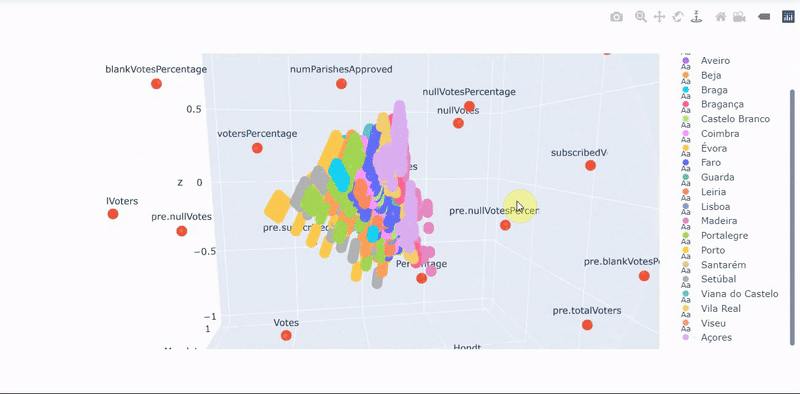 blankVotesPercentage
numParishesApproved
nullVotesPercentage
nullVotes
votersPercentage
subscribedV
lVoters
pre.nullVotes
pre.nullVotesPercen
pre.blankVotesP
pre.totalVoters
Votes
Hondt
z
0.5
0
−0.5
−1
1
Aa Aveiro
Aa Beja
Aa Braga
Aa Bragança
Aa Castelo Branco
Aa Coimbra
Aa Évora
Aa Faro
Aa Guarda
Aa Leiria
Aa Lisboa
Aa Madeira
Aa Portalegre
Aa Porto
Aa Santarém
Aa Setúbal
Aa Viana do Castelo
Aa Vila Real
Aa Viseu
Aa Açores